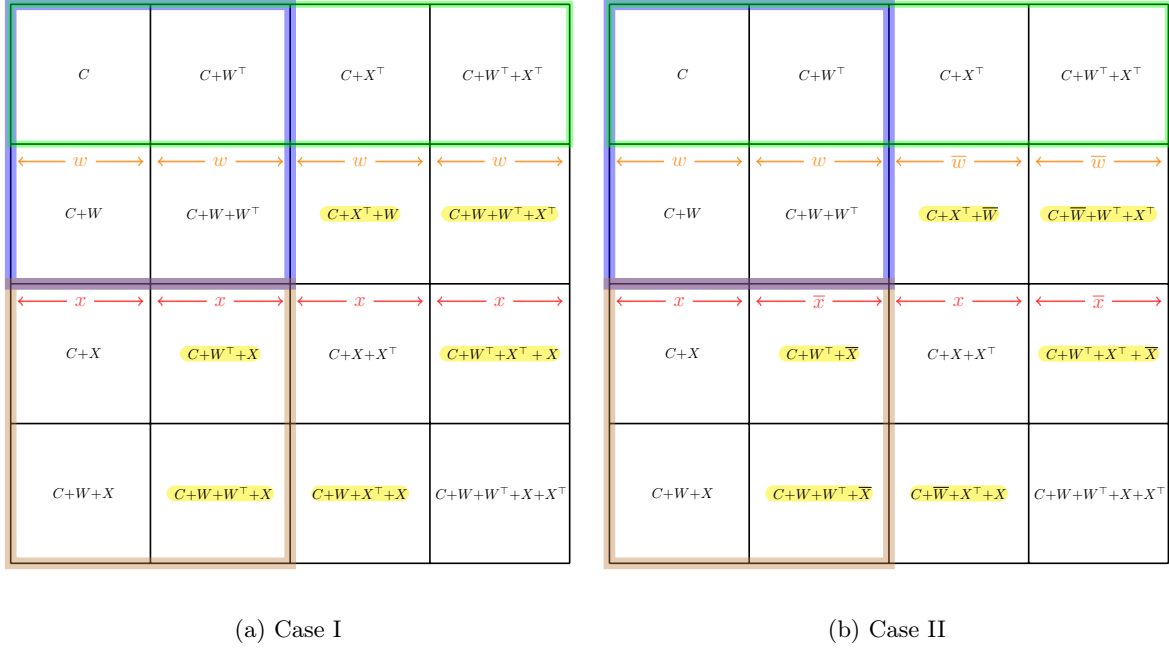 C C+W⊤ C+X⊤ C+W⊤+X⊤
w w w w
C+W C+W+W⊤ C+X⊤+W C+W+W⊤+X⊤
x x x x
C+X C+W⊤+X C+X+X⊤ C+W⊤+X⊤+X
C+W+X C+W+W⊤+X C+W+X⊤+X C+W+W⊤+X+X⊤
(a) Case I
C C+W⊤ C+X⊤ C+W⊤+X⊤
w w w̅ w̅
C+W C+W+W⊤ C+X⊤+W̅ C+W̅+W⊤+X⊤
x x̅ x x̅
C+X C+W⊤+X̅ C+X+X⊤ C+W⊤+X⊤+X̅
C+W+X C+W+W⊤+X̅ C+W̅+X⊤+X C+W+W⊤+X+X⊤
(b) Case II